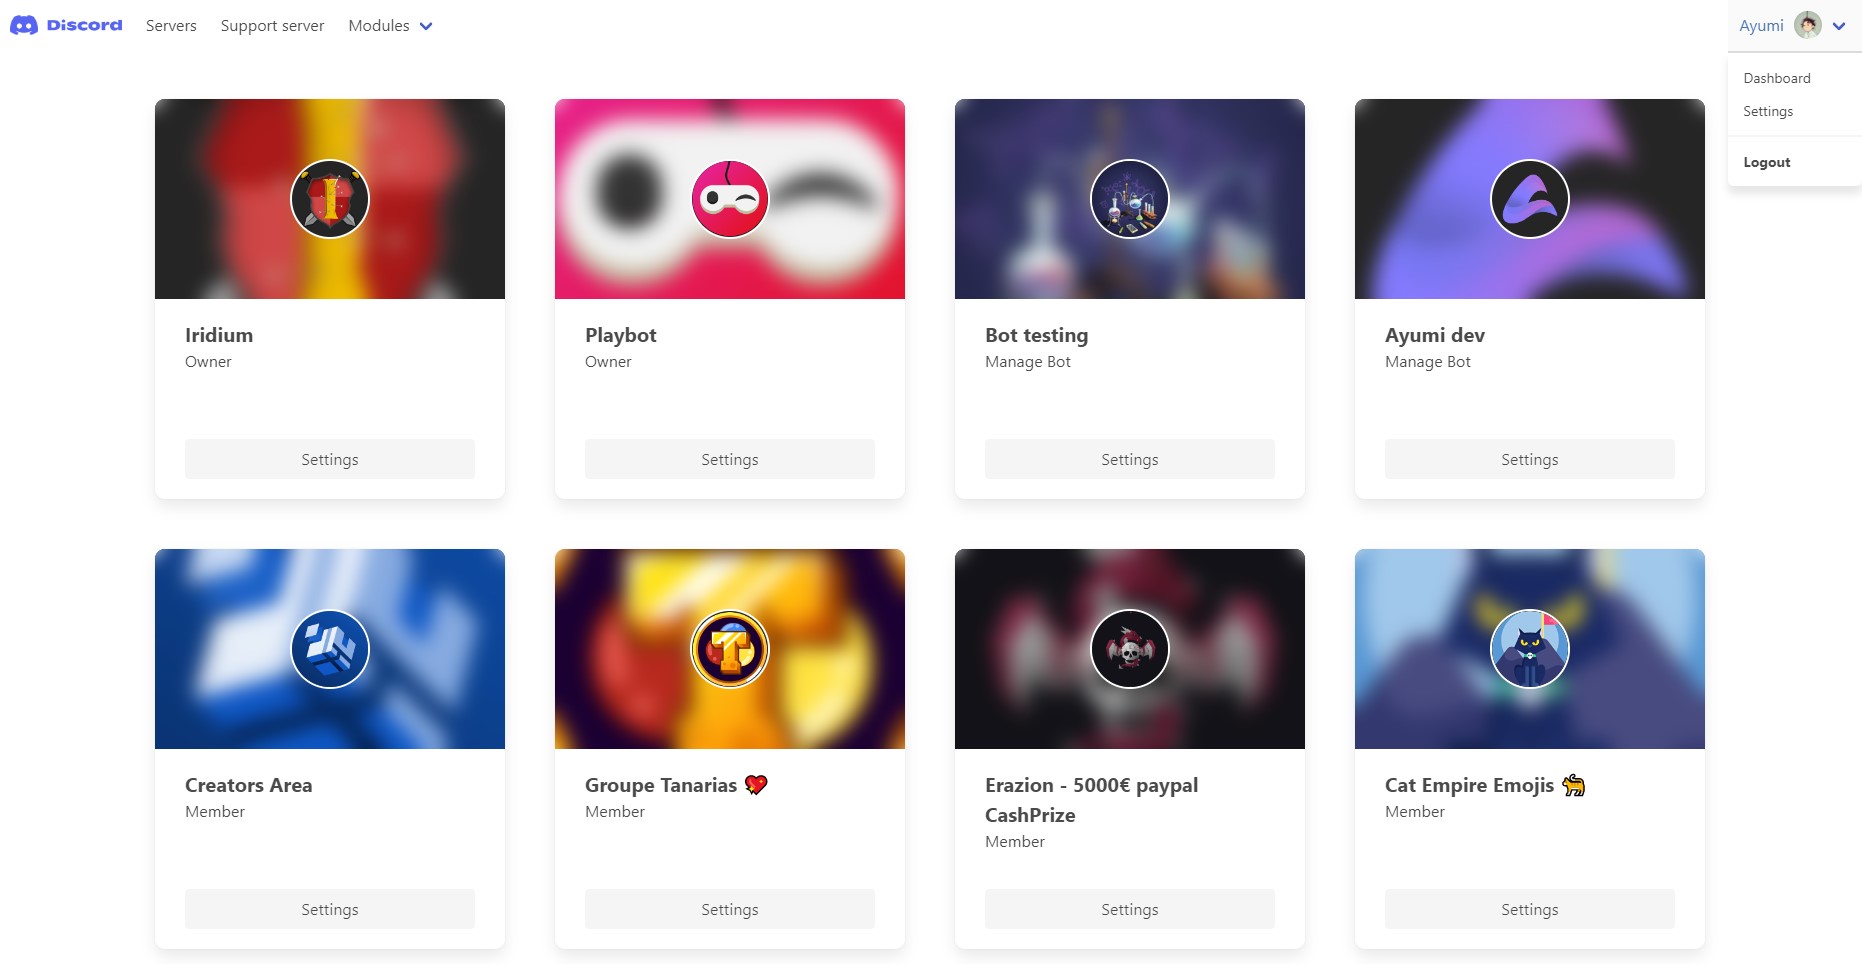 Discord
Servers
Support server
Modules
Ayumi
Dashboard
Settings
Logout
Iridium
Owner
Settings
Playbot
Owner
Settings
Bot testing
Manage Bot
Settings
Ayumi dev
Manage Bot
Settings
Creators Area
Member
Settings
Groupe Tanarias 💖
Member
Settings
Erazion - 5000€ paypal
CashPrize
Member
Settings
Cat Empire Emojis 🐈
Member
Settings